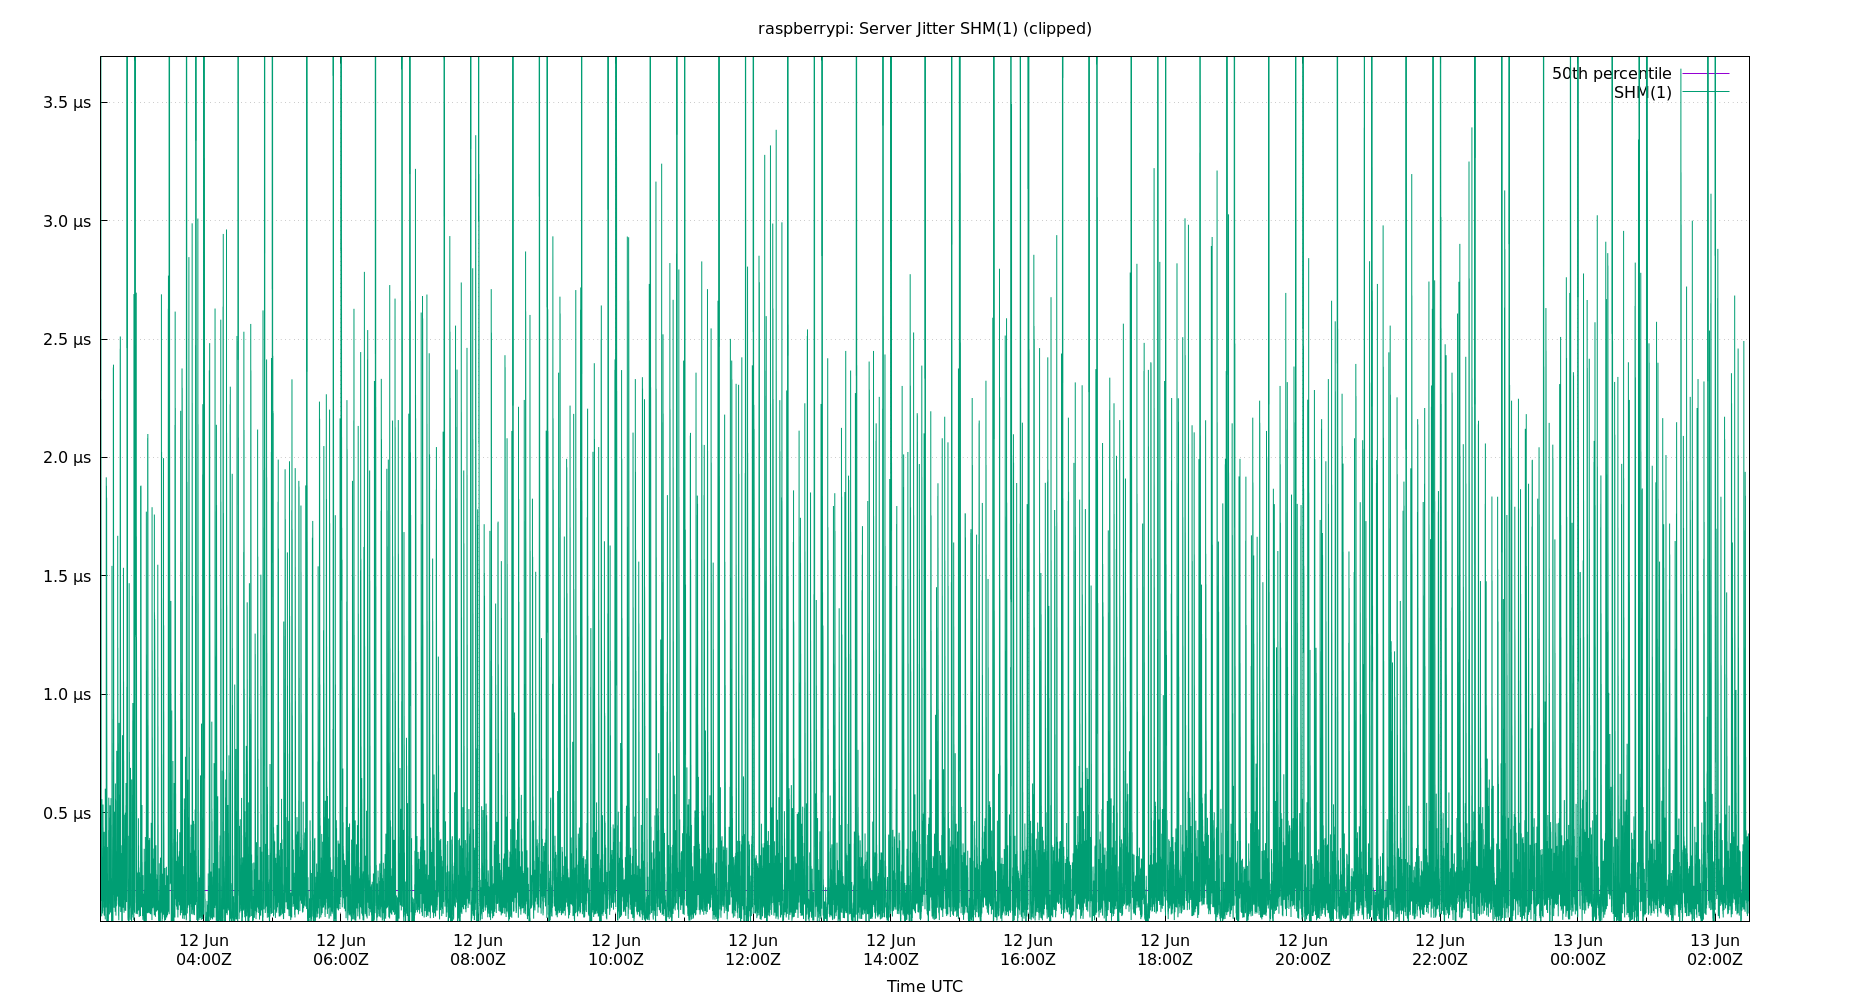 raspberrypi: Server Jitter SHM(1) (clipped)
50th percentile
SHM(1)
3.5 µs
3.0 µs
2.5 µs
2.0 µs
1.5 µs
1.0 µs
0.5 µs
12 Jun 12 Jun 12 Jun 12 Jun 12 Jun 12 Jun 12 Jun 12 Jun 12 Jun 12 Jun 13 Jun 13 Jun
04:00Z 06:00Z 08:00Z 10:00Z 12:00Z 14:00Z 16:00Z 18:00Z 20:00Z 22:00Z 00:00Z 02:00Z
Time UTC